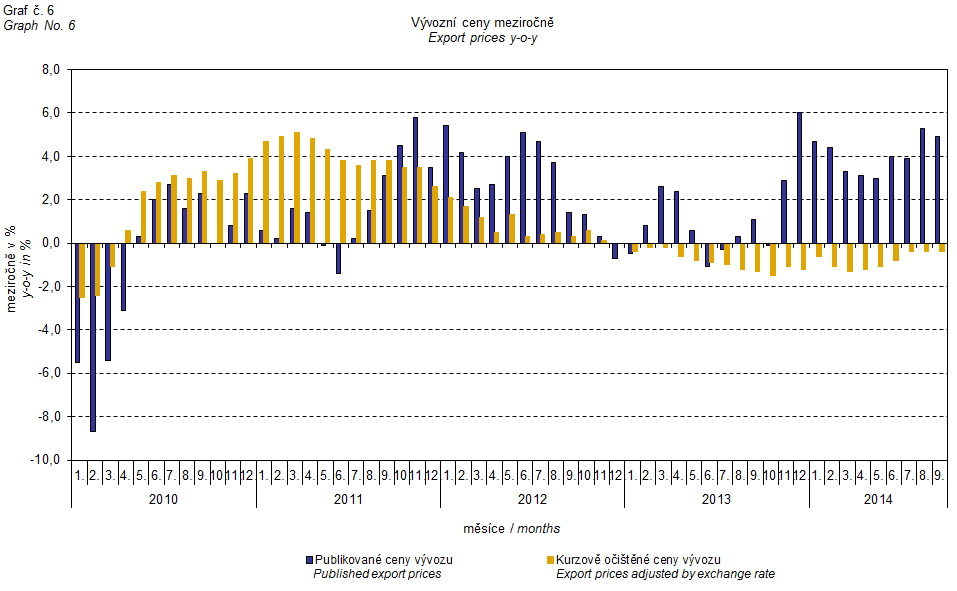 Graf č. 6
Graph No. 6
Vývozní ceny meziročně
Export prices y-o-y
8,0
6,0
4,0
2,0
0,0
-2,0
-4,0
-6,0
-8,0
-10,0
meziročně v %
y-o-y in %
1. 2. 3. 4. 5. 6. 7. 8. 9. 10 11 12 1. 2. 3. 4. 5. 6. 7. 8. 9. 10 11 12 1. 2. 3. 4. 5. 6. 7. 8. 9. 10 11 12 1. 2. 3. 4. 5. 6. 7. 8. 9. 10 11 12 1. 2. 3. 4. 5. 6. 7. 8. 9.
2010 2011 2012 2013 2014
měsíce / months
Publikované ceny vývozu Kurzově očištěné ceny vývozu
Published export prices Export prices adjusted by exchange rate